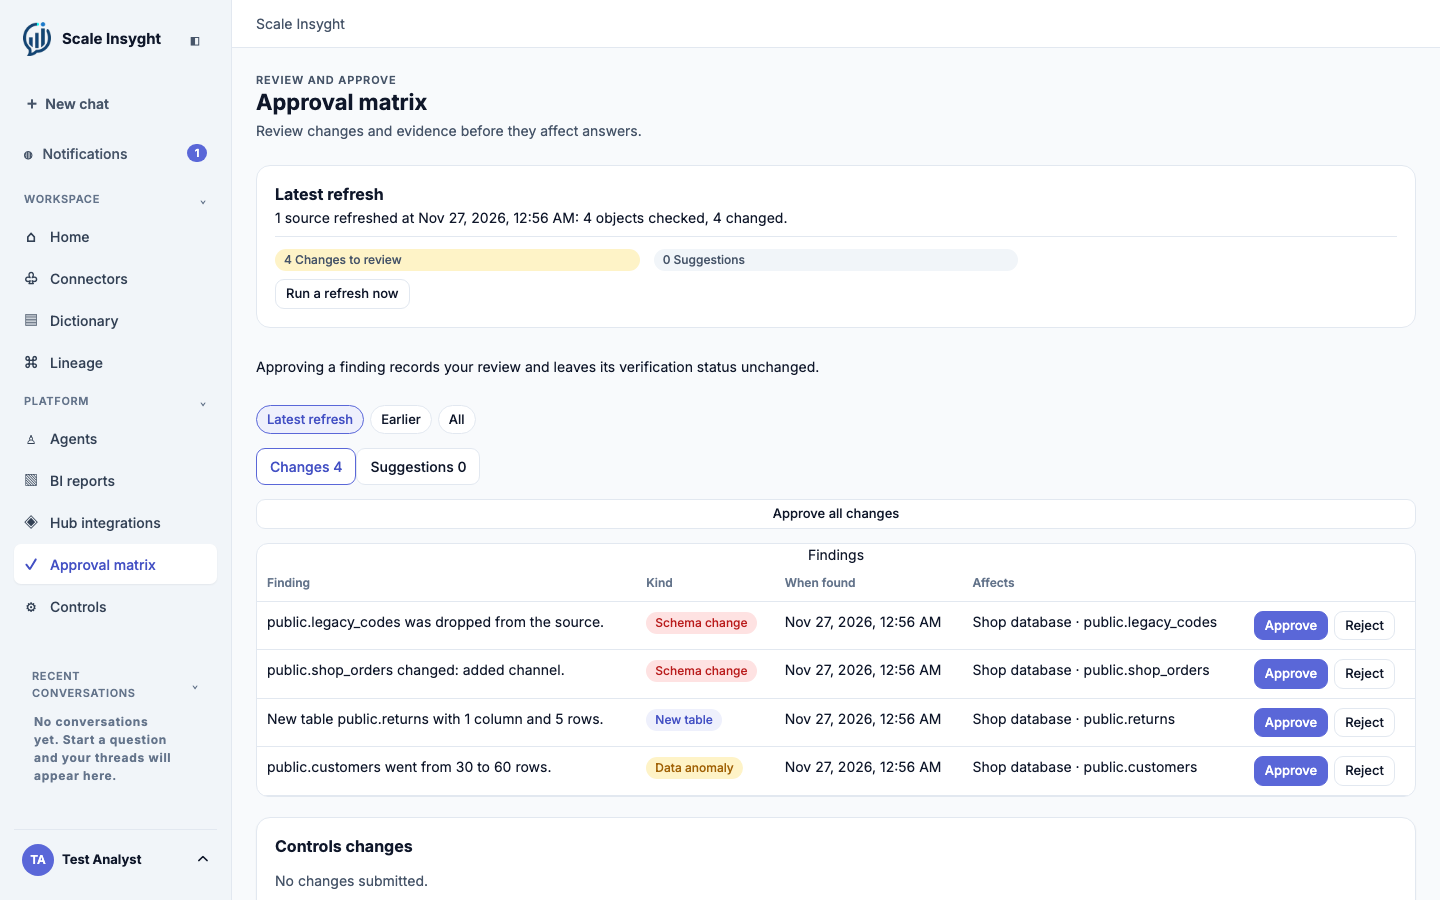 Scale Insyght
Scale Insyght
+ New chat
Notifications 1
WORKSPACE
Home
Connectors
Dictionary
Lineage
PLATFORM
Agents
BI reports
Hub integrations
Approval matrix
Controls
RECENT
CONVERSATIONS
No conversations
yet. Start a question
and your threads will
appear here.
TA Test Analyst
REVIEW AND APPROVE
Approval matrix
Review changes and evidence before they affect answers.
Latest refresh
1 source refreshed at Nov 27, 2026, 12:56 AM: 4 objects checked, 4 changed.
4 Changes to review 0 Suggestions
Run a refresh now
Approving a finding records your review and leaves its verification status unchanged.
Latest refresh Earlier All
Changes 4 Suggestions 0
Approve all changes
Findings
Finding Kind When found Affects
public.legacy_codes was dropped from the source. Schema change Nov 27, 2026, 12:56 AM Shop database · public.legacy_codes Approve Reject
public.shop_orders changed: added channel. Schema change Nov 27, 2026, 12:56 AM Shop database · public.shop_orders Approve Reject
New table public.returns with 1 column and 5 rows. New table Nov 27, 2026, 12:56 AM Shop database · public.returns Approve Reject
public.customers went from 30 to 60 rows. Data anomaly Nov 27, 2026, 12:56 AM Shop database · public.customers Approve Reject
Controls changes
No changes submitted.